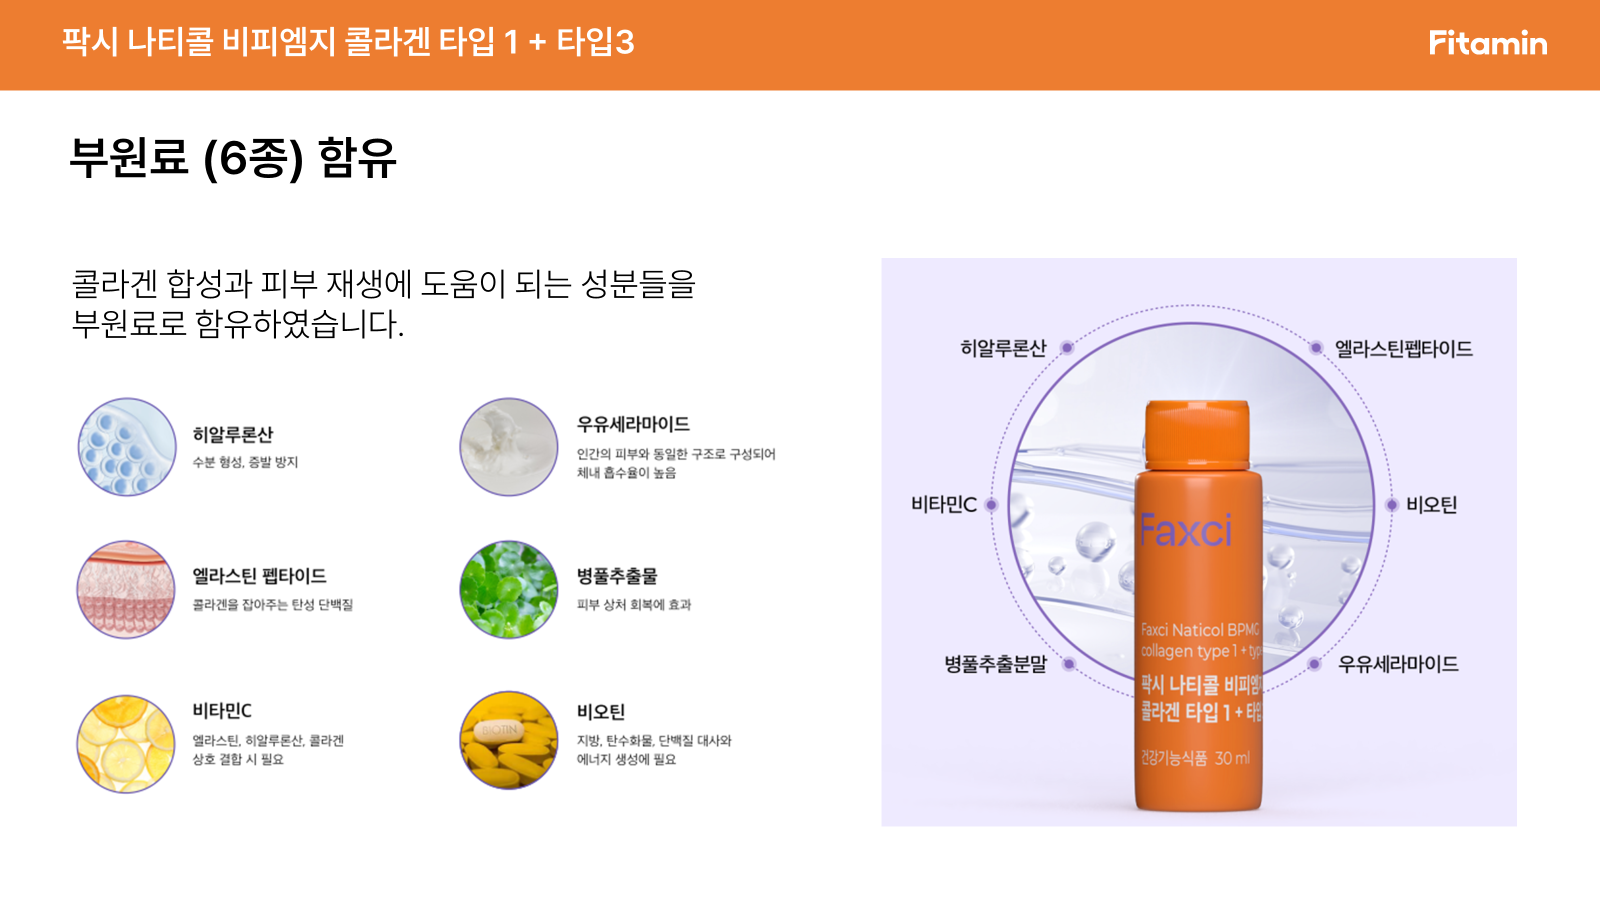 팍시 나티콜 비피엠지 콜라겐 타입 1 + 타입3
Fitamin
부원료 (6종) 함유
콜라겐 합성과 피부 재생에 도움이 되는 성분들을
부원료로 함유하였습니다.
히알루론산
수분 형성, 증발 방지
우유세라마이드
인간의 피부와 동일한 구조로 구성되어
체내 흡수율이 높음
엘라스틴 펩타이드
콜라겐을 잡아주는 탄성 단백질
병풀추출물
피부 상처 회복에 효과
비타민C
엘라스틴, 히알루론산, 콜라겐
상호 결합 시 필요
BIOTIN
비오틴
지방, 탄수화물, 단백질 대사와
에너지 생성에 필요
히알루론산
엘라스틴펩타이드
비타민C
비오틴
병풀추출분말
우유세라마이드
Faxci
Faxci Naticol BPMG
collagen type 1 + typ
팍시 나티콜 비피엠지
콜라겐 타입 1 + 타입
건강기능식품 30 ml